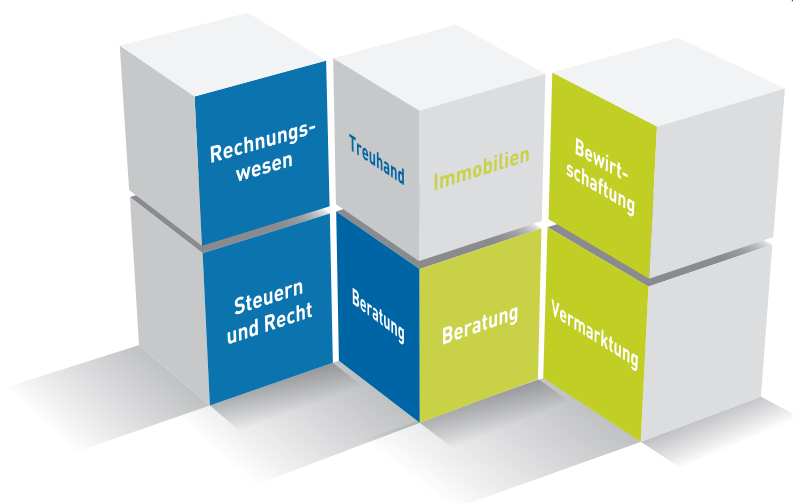 Rechnungs-
wesen
Treuhand
Immobilien
Bewirt-
schaftung
Steuern
und Recht
Beratung
Beratung
Vermarktung